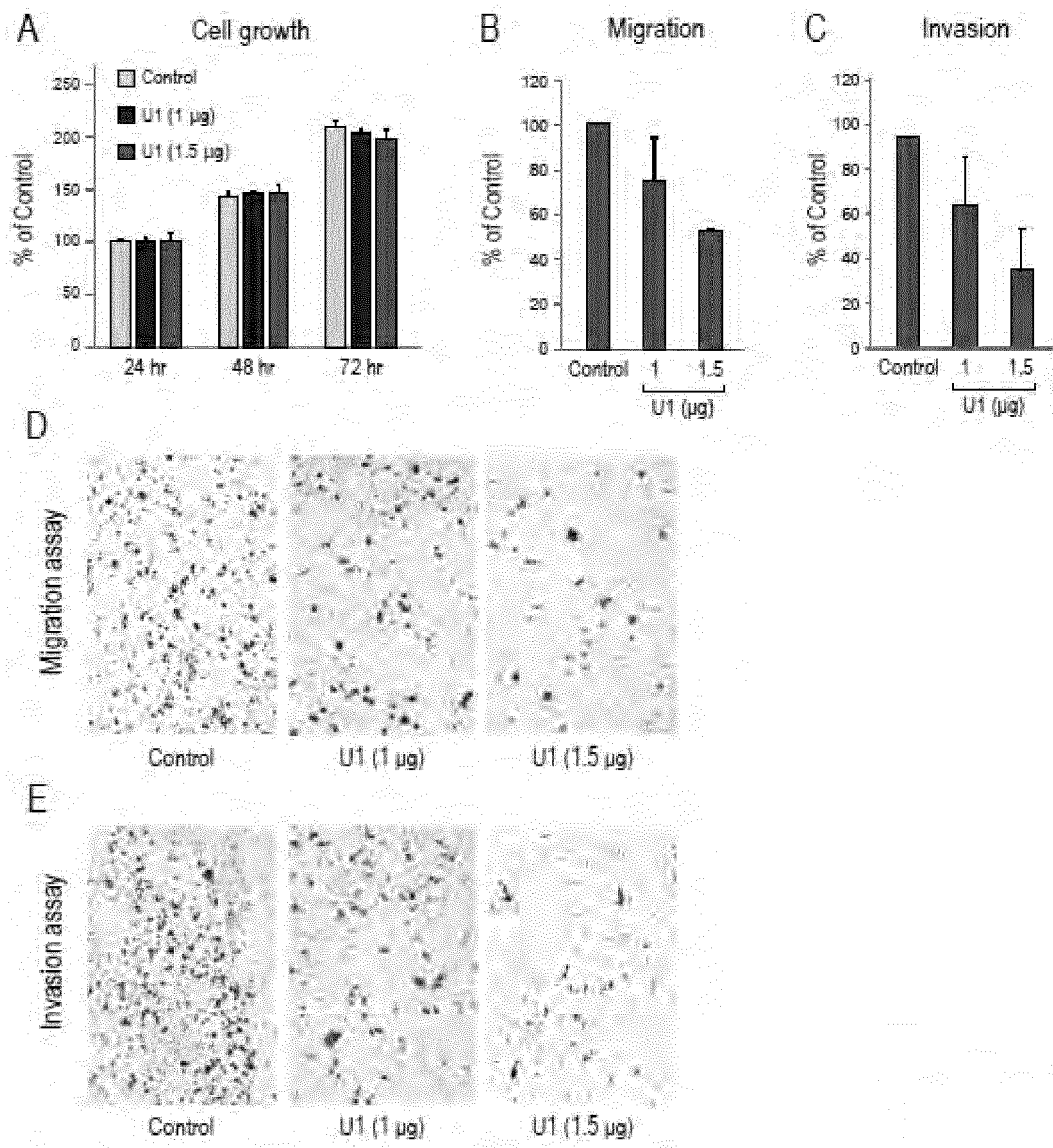 A
Cell growth
% of Control
250
200
150
100
50
0
Control
U1 (1 µg)
U1 (1.5 µg)
24 hr
48 hr
72 hr
B
Migration
% of Control
120
100
80
60
40
20
0
Control
1
1.5
U1 (µg)
C
Invasion
% of Control
120
100
80
60
40
20
0
Control
1
1.5
U1 (µg)
D
Migration assay
Control
U1 (1 µg)
U1 (1.5 µg)
E
Invasion assay
Control
U1 (1 µg)
U1 (1.5 µg)